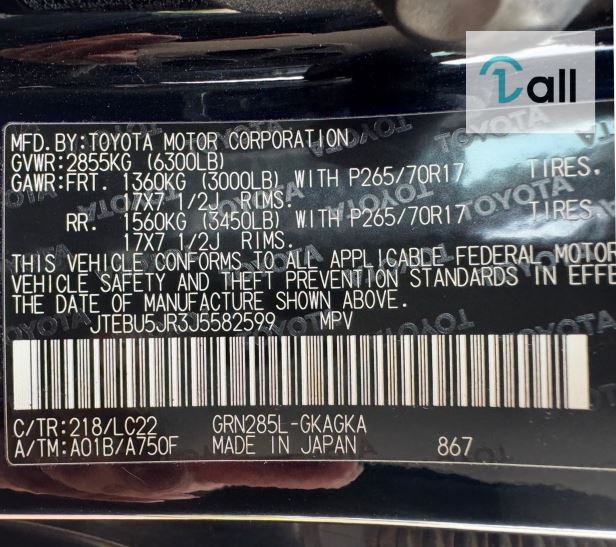 all
MFD.BY:TOYOTA MOTOR CORPORATION
GVWR:2855KG (6300LB)
GAWR:FRT. 1360KG (3000LB) WITH P265/70R17 TIRES.
17X7 1/2J RIMS.
RR. 1560KG (3450LB) WITH P265/70R17 TIRES
17X7 1/2J RIMS.
THIS VEHICLE CONFORMS TO ALL APPLICABLE FEDERAL MOTOR
VEHICLE SAFETY AND THEFT PREVENTION STANDARDS IN EFFE
THE DATE OF MANUFACTURE SHOWN ABOVE.
JTEBU5JR3J5582599 MPV
C/TR:218/LC22 GRN285L-GKAGKA
A/TM:A01B/A750F MADE IN JAPAN 867